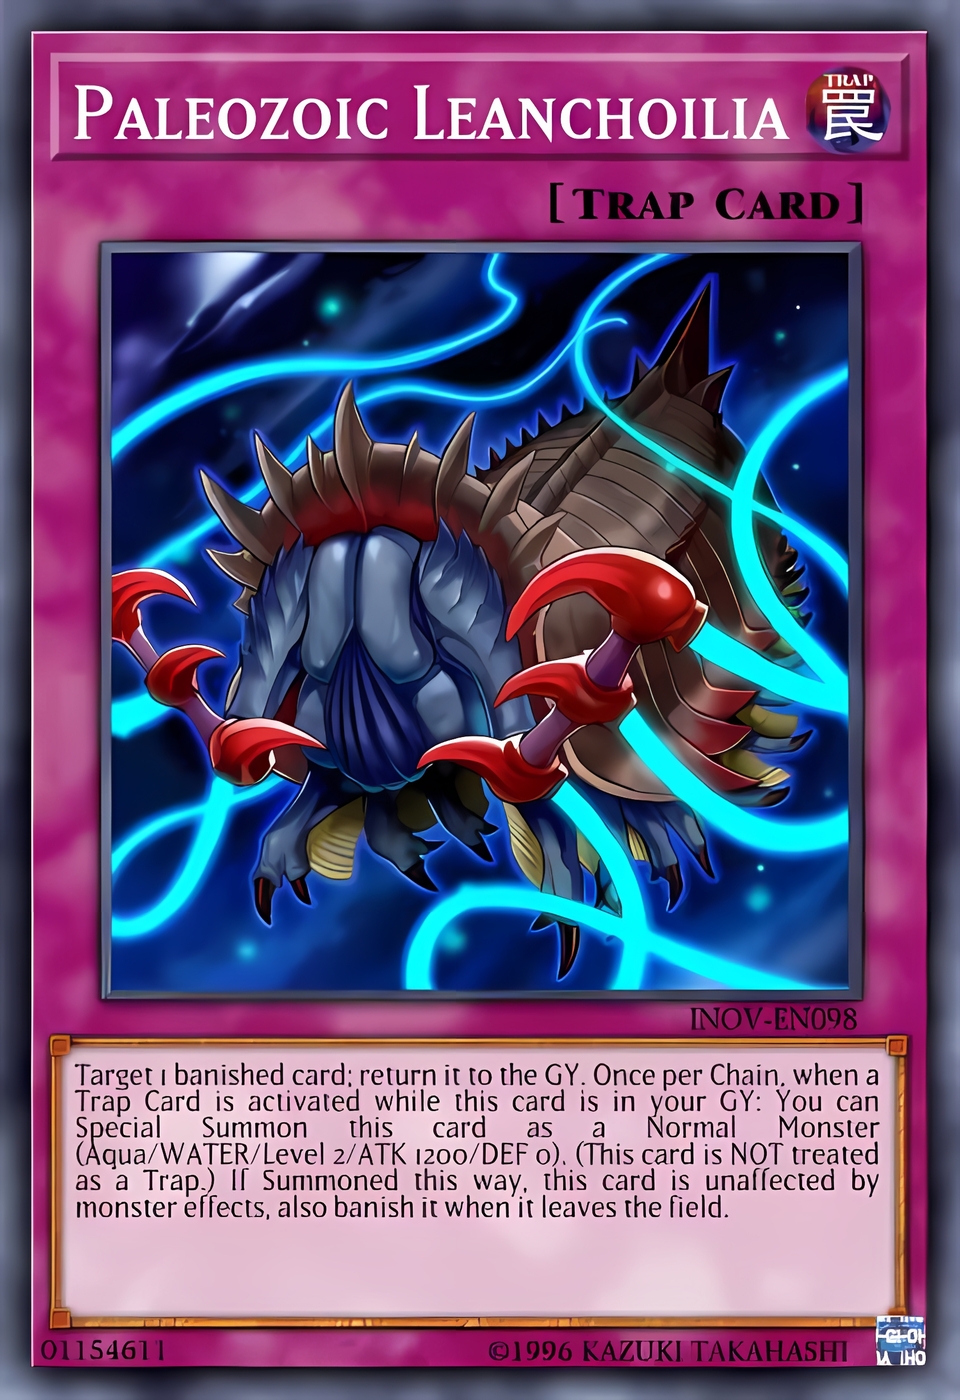 PALEOZOIC LEANCHOILIA
TRAP
罠
[TRAP CARD]
INOV-EN098
Target 1 banished card; return it to the GY. Once per Chain, when a
Trap Card is activated while this card is in your GY: You can
Special Summon this card as a Normal Monster
(Aqua/WATER/Level 2/ATK 1200/DEF 0). (This card is NOT treated
as a Trap.) If Summoned this way, this card is unaffected by
monster effects, also banish it when it leaves the field.
01154611
©1996 KAZUKI TAKAHASHI